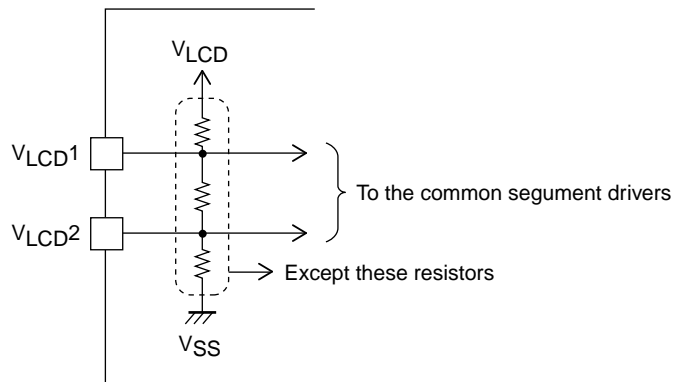 VLCD
VLCD1
To the common segument drivers
VLCD2
Except these resistors
VSS